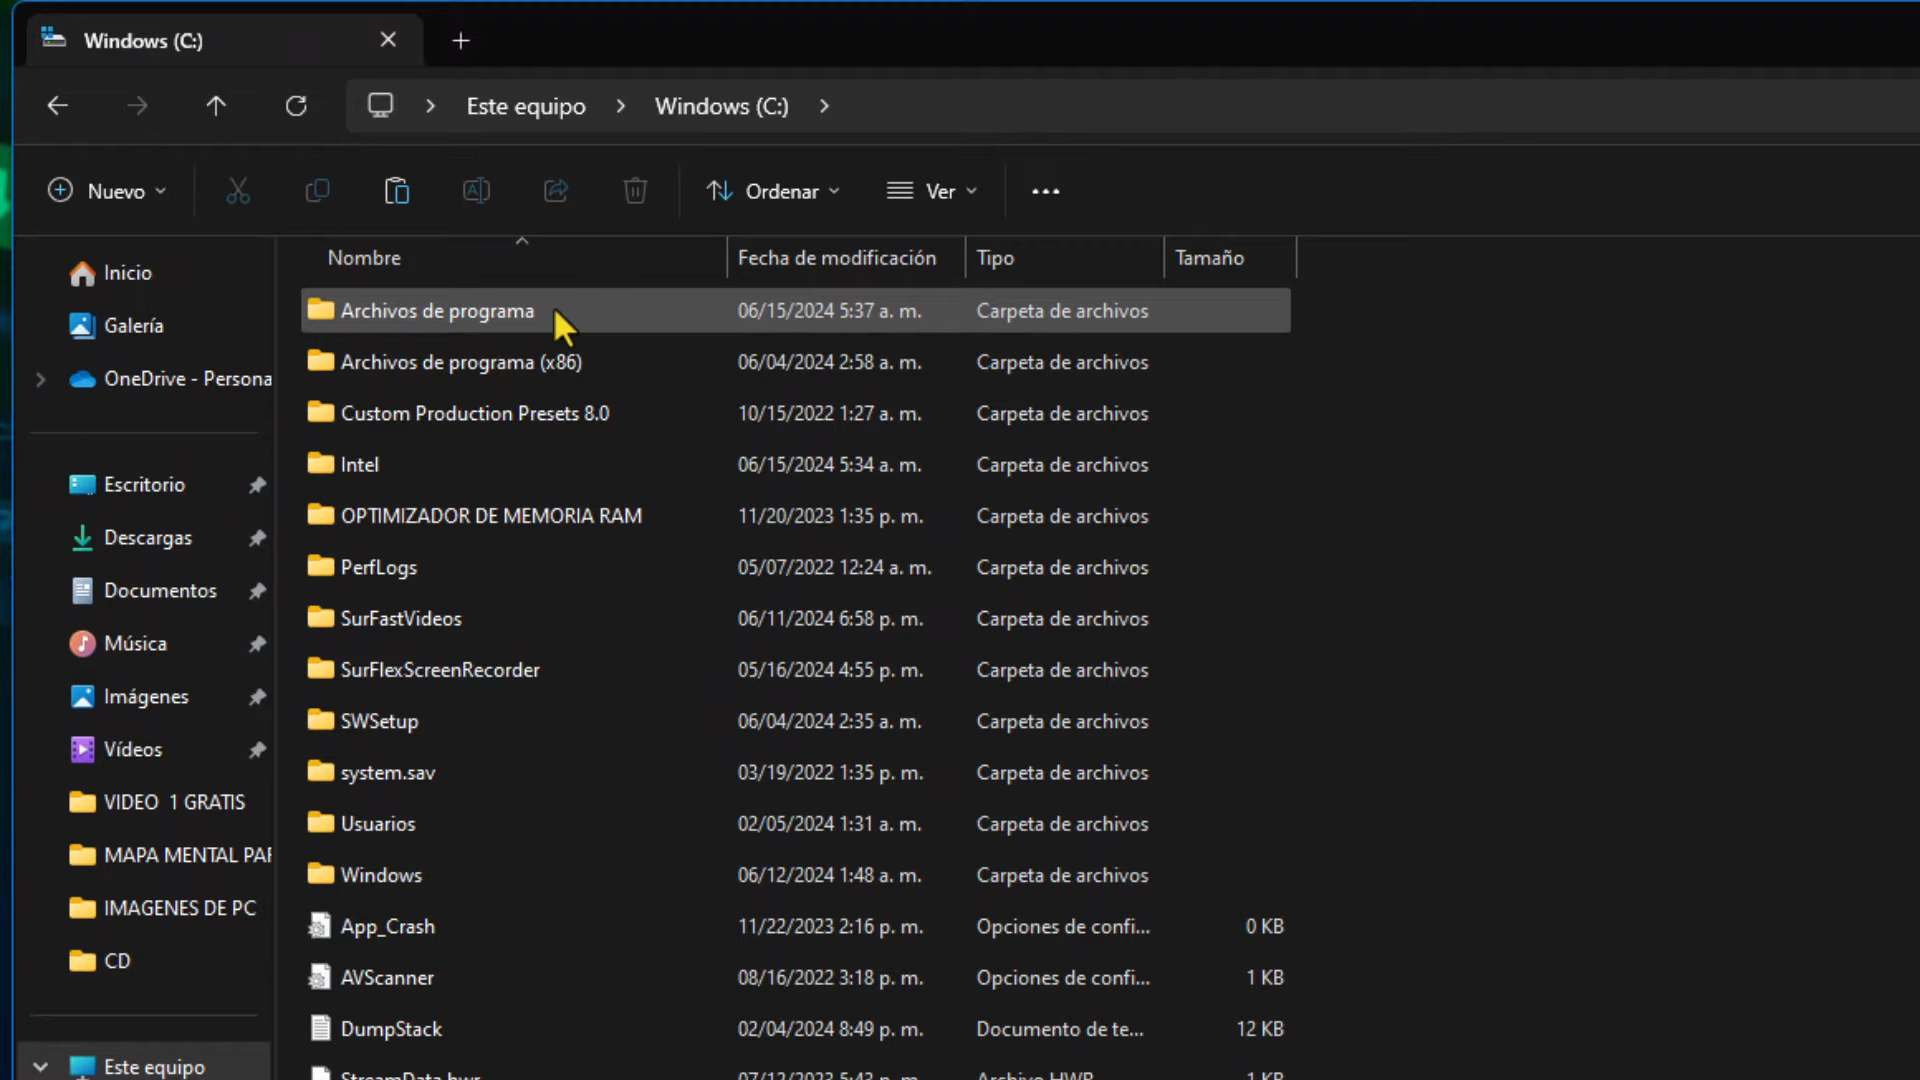 Windows (C:)
Este equipo > Windows (C:) >
Nuevo Ordenar Ver ...
Nombre Fecha de modificación Tipo Tamaño
Inicio
Galería
OneDrive - Persona
Escritorio
Descargas
Documentos
Música
Imágenes
Vídeos
VIDEO 1 GRATIS
MAPA MENTAL PAR
IMAGENES DE PC
CD
Este equipo
Archivos de programa 06/15/2024 5:37 a. m. Carpeta de archivos
Archivos de programa (x86) 06/04/2024 2:58 a. m. Carpeta de archivos
Custom Production Presets 8.0 10/15/2022 1:27 a. m. Carpeta de archivos
Intel 06/15/2024 5:34 a. m. Carpeta de archivos
OPTIMIZADOR DE MEMORIA RAM 11/20/2023 1:35 p. m. Carpeta de archivos
PerfLogs 05/07/2022 12:24 a. m. Carpeta de archivos
SurFastVideos 06/11/2024 6:58 p. m. Carpeta de archivos
SurFlexScreenRecorder 05/16/2024 4:55 p. m. Carpeta de archivos
SWSetup 06/04/2024 2:35 a. m. Carpeta de archivos
system.sav 03/19/2022 1:35 p. m. Carpeta de archivos
Usuarios 02/05/2024 1:31 a. m. Carpeta de archivos
Windows 06/12/2024 1:48 a. m. Carpeta de archivos
App_Crash 11/22/2023 2:16 p. m. Opciones de confi... 0 KB
AVScanner 08/16/2022 3:18 p. m. Opciones de confi... 1 KB
DumpStack 02/04/2024 8:49 p. m. Documento de te... 12 KB
StreamData.hwr 07/12/2023 5:43 p. m. Archivo HWR 1 KB